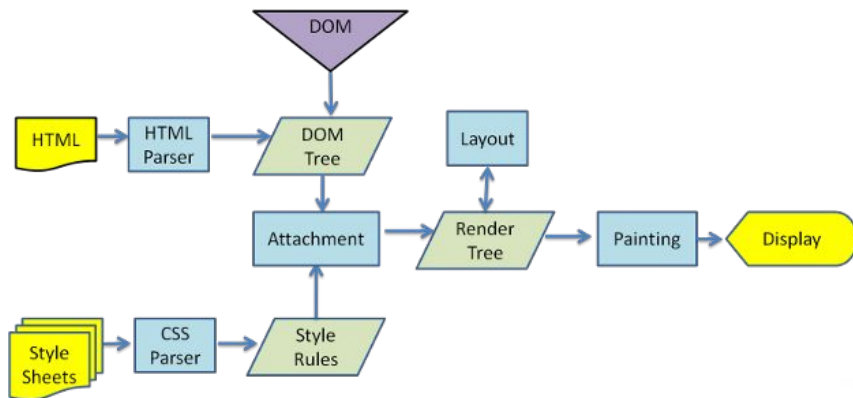 DOM
HTML
HTML
Parser
DOM
Tree
Layout
Attachment
Render
Tree
Painting
Display
Style
Sheets
CSS
Parser
Style
Rules